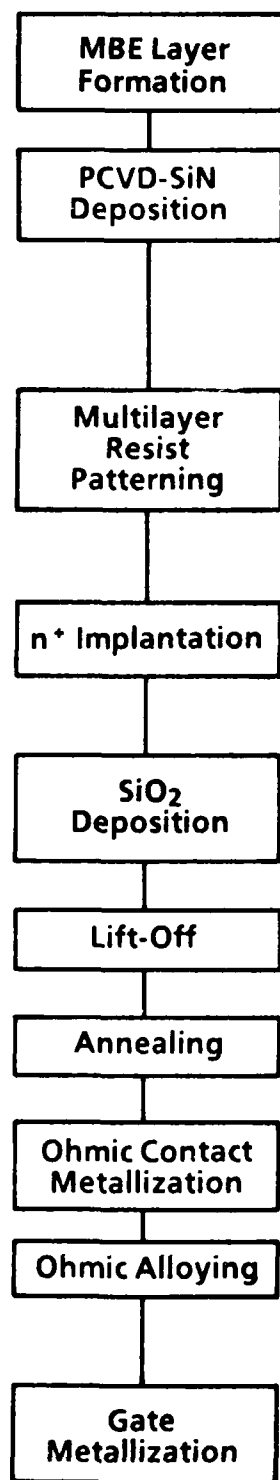 MBE Layer
Formation
PCVD-SiN
Deposition
Multilayer
Resist
Patterning
n⁺ Implantation
SiO₂
Deposition
Lift-Off
Annealing
Ohmic Contact
Metallization
Ohmic Alloying
Gate
Metallization